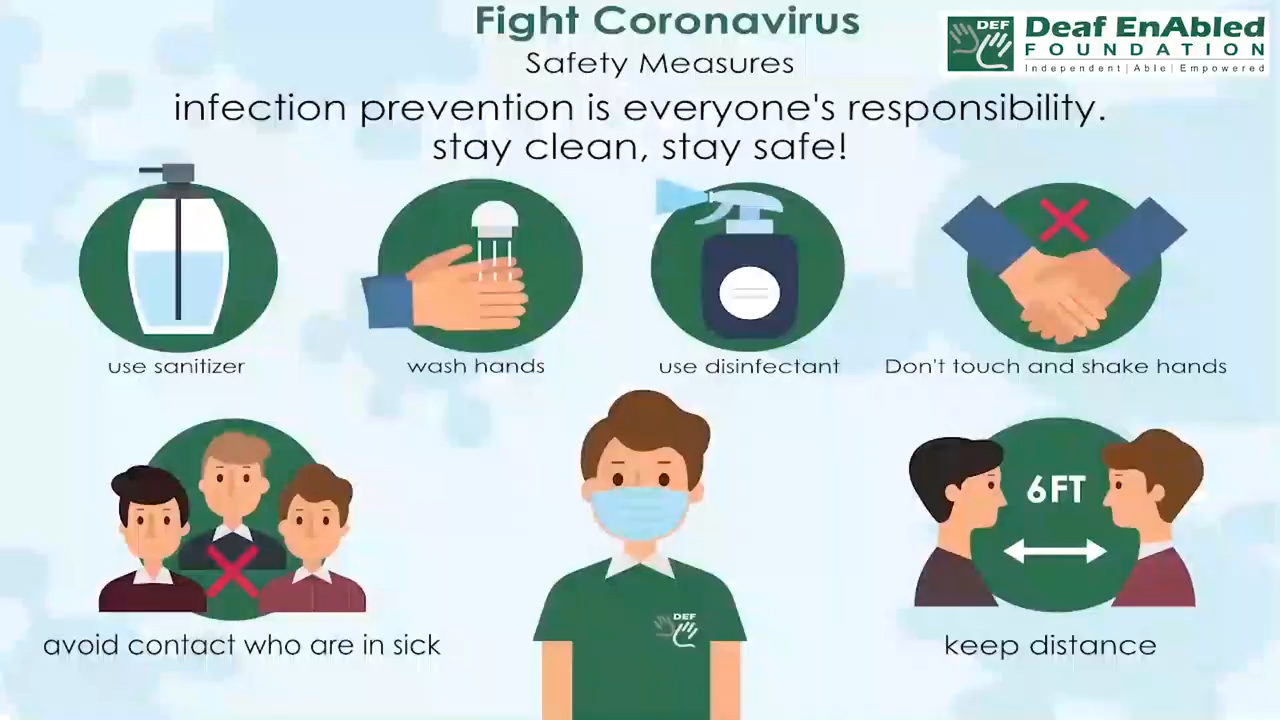 Fight Coronavirus
Safety Measures
DEF
Deaf EnAbled
FOUNDATION
Independent | Able | Empowered
infection prevention is everyone's responsibility.
stay clean, stay safe!
use sanitizer
wash hands
use disinfectant
Don't touch and shake hands
6FT
DEF
avoid contact who are in sick
keep distance